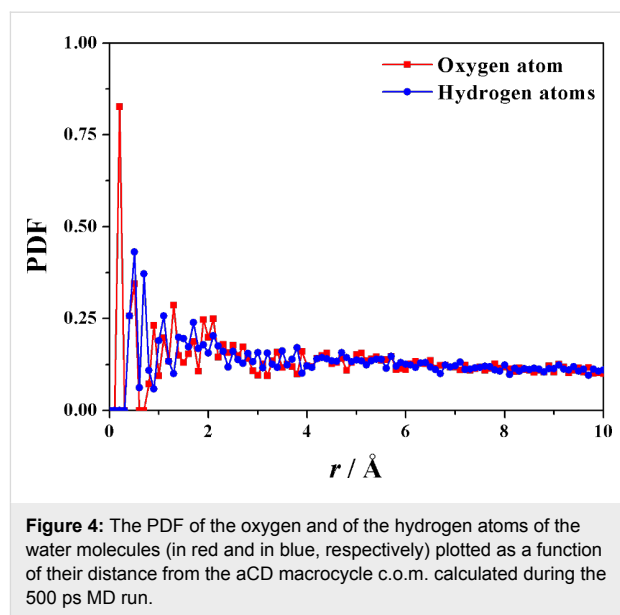 1.00
0.75
0.50
0.25
0.00
PDF
Oxygen atom
Hydrogen atoms
0 2 4 6 8 10
r / Å
Figure 4: The PDF of the oxygen and of the hydrogen atoms of the
water molecules (in red and in blue, respectively) plotted as a function
of their distance from the aCD macrocycle c.o.m. calculated during the
500 ps MD run.